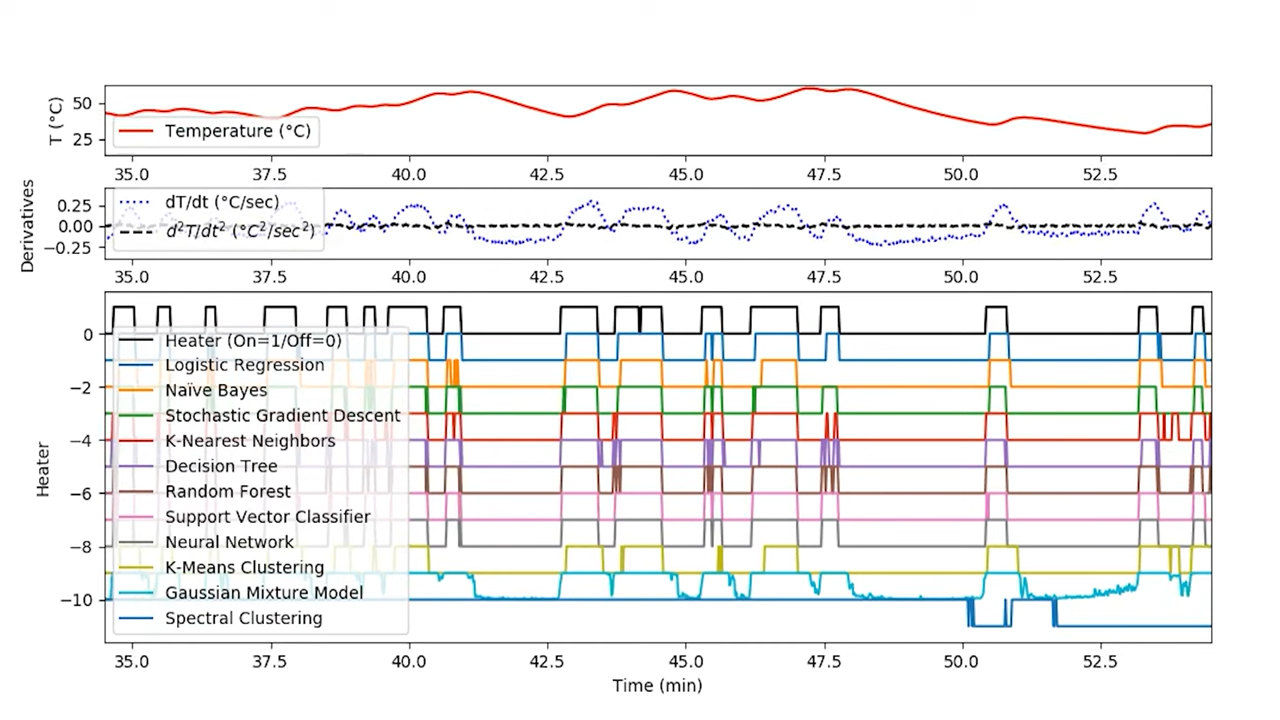 T (°C)
50
25
Temperature (°C)
35.0 37.5 40.0 42.5 45.0 47.5 50.0 52.5
Derivatives
0.25
0.00
−0.25
dT/dt (°C/sec)
d²T/dt² (°C²/sec²)
35.0 37.5 40.0 42.5 45.0 47.5 50.0 52.5
Heater
0
−2
−4
−6
−8
−10
Heater (On=1/Off=0)
Logistic Regression
Naïve Bayes
Stochastic Gradient Descent
K-Nearest Neighbors
Decision Tree
Random Forest
Support Vector Classifier
Neural Network
K-Means Clustering
Gaussian Mixture Model
Spectral Clustering
35.0 37.5 40.0 42.5 45.0 47.5 50.0 52.5
Time (min)